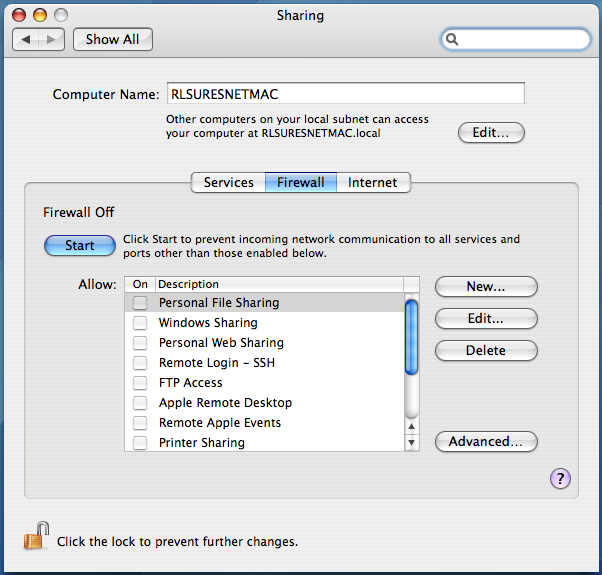 Sharing
Show All
Computer Name: RLSURESNETMAC
Other computers on your local subnet can access
your computer at RLSURESNETMAC.local
Edit...
Services Firewall Internet
Firewall Off
Start
Click Start to prevent incoming network communication to all services and
ports other than those enabled below.
Allow:
On Description
Personal File Sharing
Windows Sharing
Personal Web Sharing
Remote Login - SSH
FTP Access
Apple Remote Desktop
Remote Apple Events
Printer Sharing
New...
Edit...
Delete
Advanced...
?
Click the lock to prevent further changes.